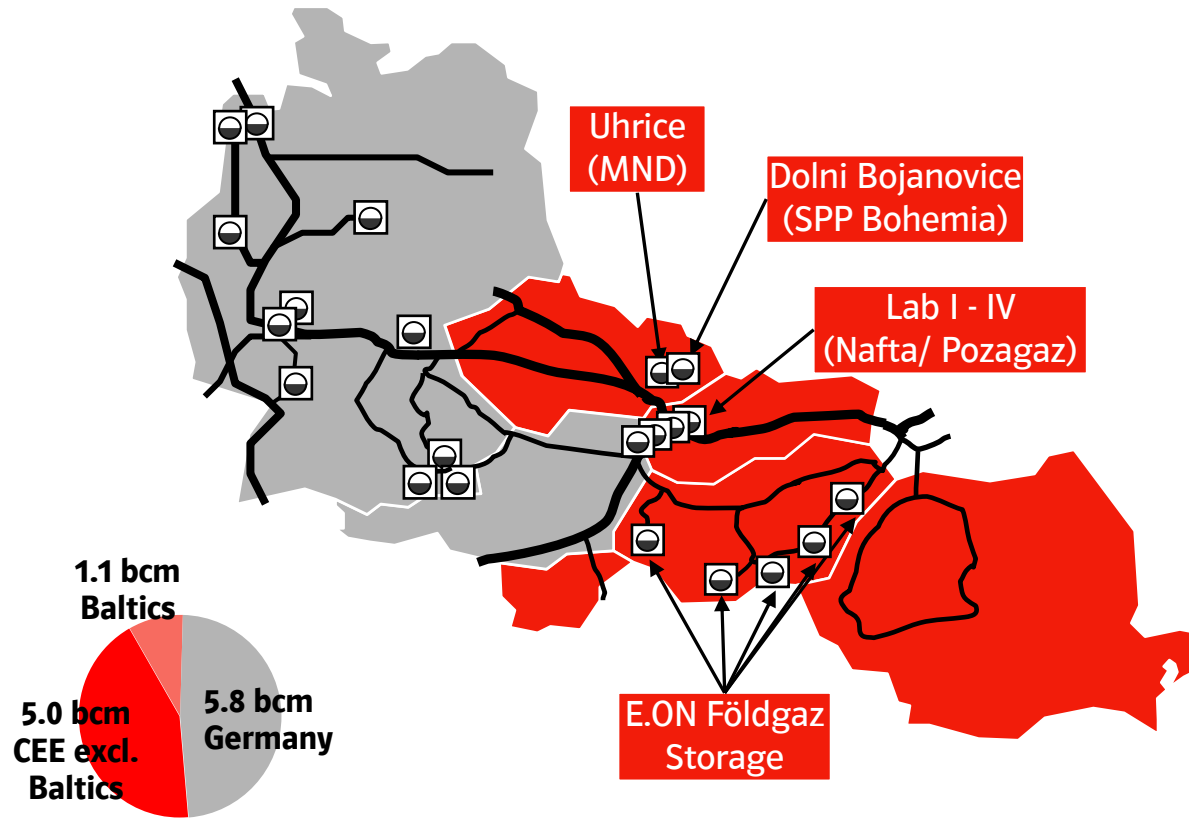 Uhrice
(MND)
Dolni Bojanovice
(SPP Bohemia)
Lab I - IV
(Nafta/ Pozagaz)
1.1 bcm
Baltics
5.0 bcm
CEE excl.
Baltics
5.8 bcm
Germany
E.ON Földgaz
Storage